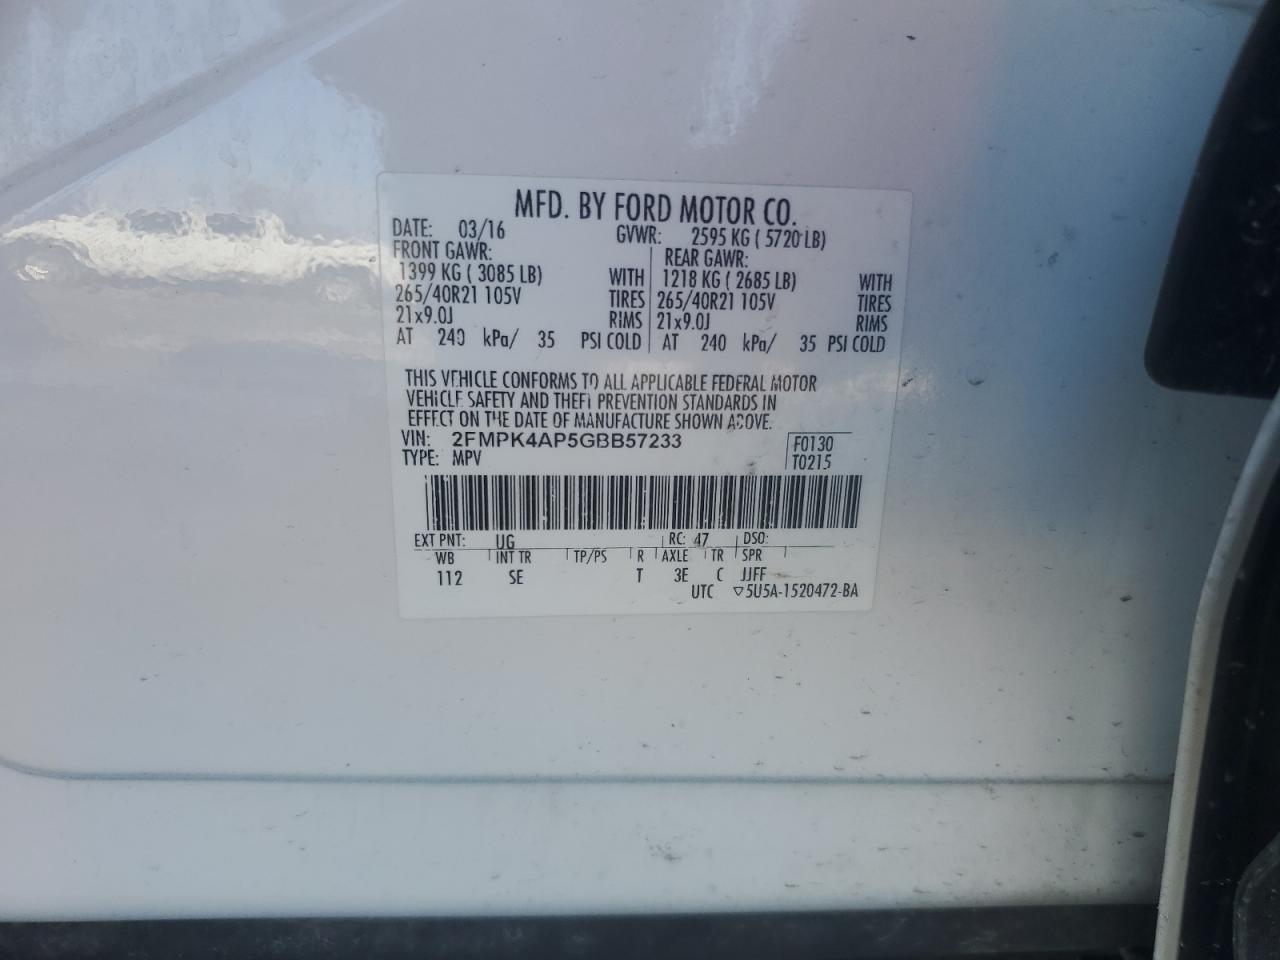 MFD. BY FORD MOTOR CO.
DATE: 03/16 GVWR: 2595 KG ( 5720 LB)
FRONT GAWR: REAR GAWR:
1399 KG ( 3085 LB) WITH 1218 KG ( 2685 LB) WITH
265/40R21 105V TIRES 265/40R21 105V TIRES
21x9.0J RIMS 21x9.0J RIMS
AT 240 kPa/ 35 PSI COLD AT 240 kPa/ 35 PSI COLD
THIS VEHICLE CONFORMS TO ALL APPLICABLE FEDERAL MOTOR
VEHICLE SAFETY AND THEFT PREVENTION STANDARDS IN
EFFECT ON THE DATE OF MANUFACTURE SHOWN ABOVE.
VIN: 2FMPK4AP5GBB57233 F0130
TYPE: MPV T0215
EXT PNT: UG RC: 47 DSO:
WB INT TR TP/PS R AXLE TR SPR
112 SE T 3E C JJFF
UTC ▽5U5A-1520472-BA